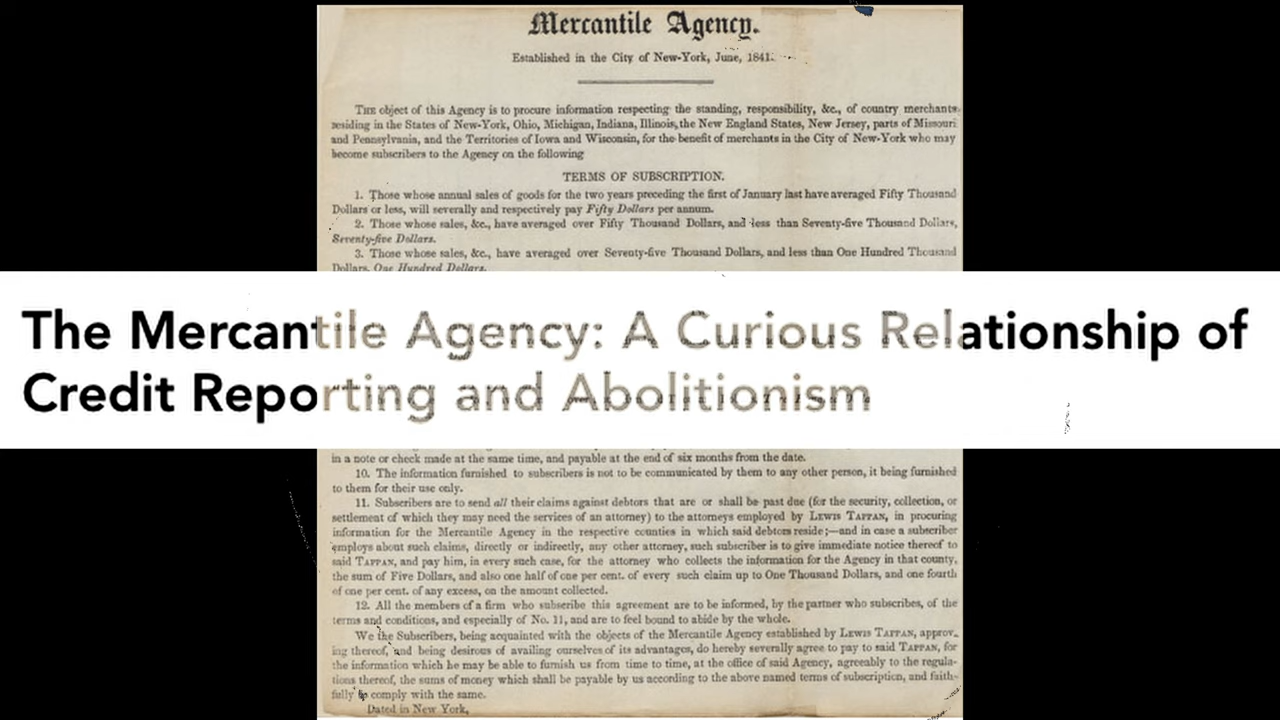 Mercantile Agency.
Established in the City of New-York, June, 1841.
THE object of this Agency is to procure information respecting the standing, responsibility, &c., of country merchants
residing in the States of New-York, Ohio, Michigan, Indiana, Illinois, the New England States, New Jersey, parts of Missouri
and Pennsylvania, and the Territories of Iowa and Wisconsin, for the benefit of merchants in the City of New-York who may
become subscribers to the Agency on the following
TERMS OF SUBSCRIPTION.
1. Those whose annual sales of goods for the two years preceding the first of January last have averaged Fifty Thousand
Dollars or less, will severally and respectively pay Fifty Dollars per annum.
2. Those whose sales, &c., have averaged over Fifty Thousand Dollars, and less than Seventy-five Thousand Dollars,
Seventy-five Dollars.
3. Those whose sales, &c., have averaged over Seventy-five Thousand Dollars, and less than One Hundred Thousand
Dollars, One Hundred Dollars.
The Mercantile Agency: A Curious Relationship of
Credit Reporting and Abolitionism
in a note or check made at the same time, and payable at the end of six months from the date.
10. The information furnished to subscribers is not to be communicated by them to any other person, it being furnished
to them for their use only.
11. Subscribers are to send all their claims against debtors that are or shall be past due (for the security, collection, or
settlement of which they may need the services of an attorney) to the attorneys employed by LEWIS TAPPAN, in procuring
information for the Mercantile Agency in the respective counties in which said debtors reside;—and in case a subscriber
employs about such claims, directly or indirectly, any other attorney, such subscriber is to give immediate notice thereof to
said TAPPAN, and pay him, in every such case, for the attorney who collects the information for the Agency in that county,
the sum of Five Dollars, and also one half of one per cent. of every such claim up to One Thousand Dollars, and one fourth
of one per cent. of any excess, on the amount collected.
12. All the members of a firm who subscribe this agreement are to be informed, by the partner who subscribes, of the
terms and conditions, and especially of No. 11, and are to feel bound to abide by the whole.
We the Subscribers, being acquainted with the objects of the Mercantile Agency established by LEWIS TAPPAN, approv-
ing thereof, and being desirous of availing ourselves of its advantages, do hereby severally agree to pay to said TAPPAN, for
the information which he may be able to furnish us from time to time, at the office of said Agency, agreeably to the regula-
tions thereof, the sums of money which shall be payable by us according to the above named terms of subscription, and faith-
fully to comply with the same.
Dated in New York,